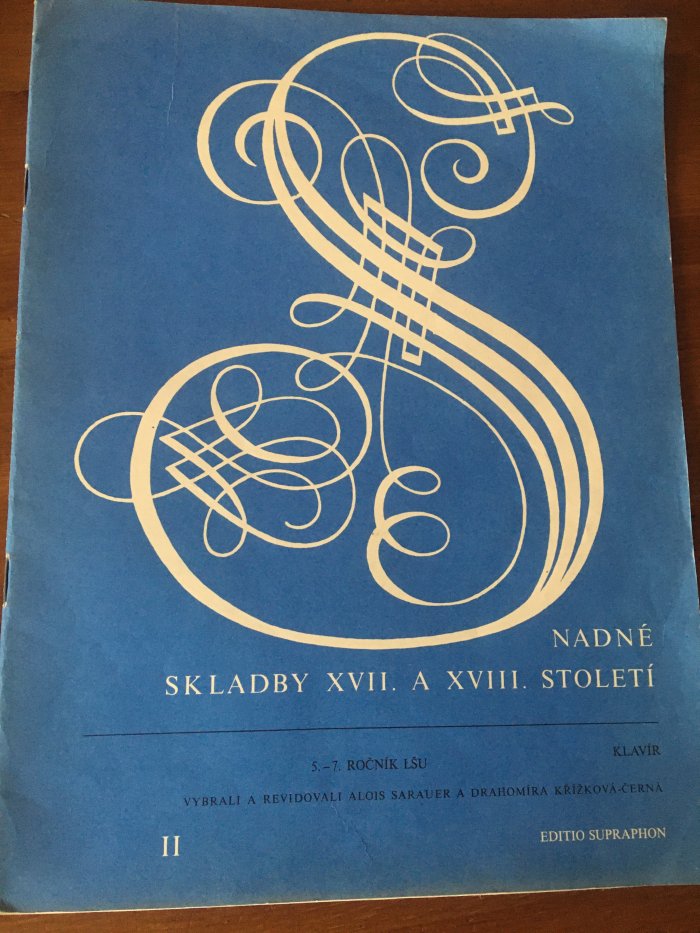 S
NADNÉ
SKLADBY XVII. A XVIII. STOLETÍ
KLAVÍR
5.–7. ROČNÍK LŠU
VYBRALI A REVIDOVALI ALOIS SARAUER A DRAHOMÍRA KŘÍŽKOVÁ-ČERNÁ
II
EDITIO SUPRAPHON